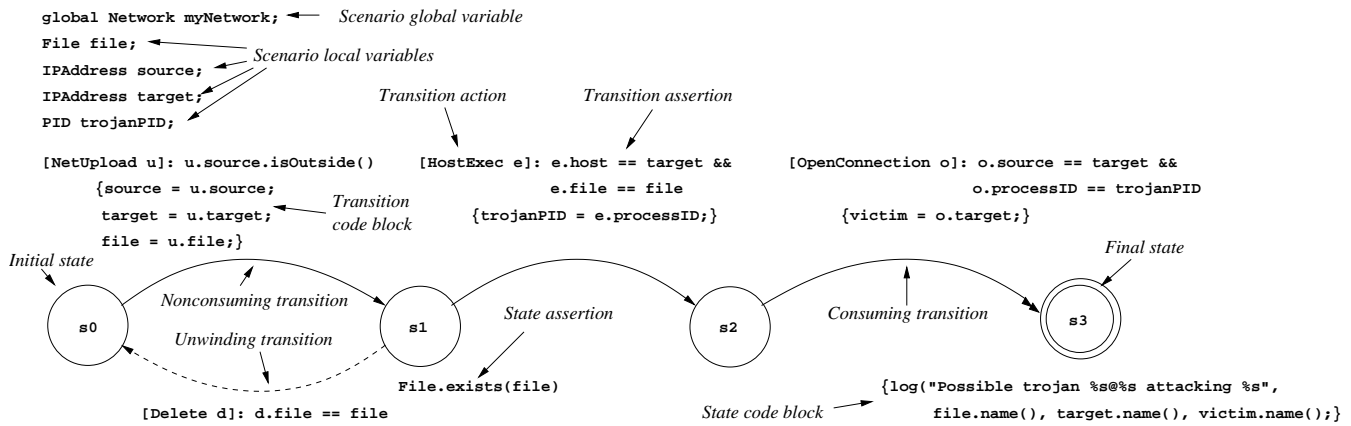 global Network myNetwork;
Scenario global variable
File file;
Scenario local variables
IPAddress source;
IPAddress target;
PID trojanPID;
Transition action
Transition assertion
[NetUpload u]: u.source.isOutside()
{source = u.source;
target = u.target;
file = u.file;}
Transition
code block
[HostExec e]: e.host == target &&
e.file == file
{trojanPID = e.processID;}
[OpenConnection o]: o.source == target &&
o.processID == trojanPID
{victim = o.target;}
Initial state
Final state
Nonconsuming transition
State assertion
Consuming transition
s0
s1
s2
s3
Unwinding transition
File.exists(file)
[Delete d]: d.file == file
State code block
{log("Possible trojan %s@%s attacking %s",
file.name(), target.name(), victim.name();}